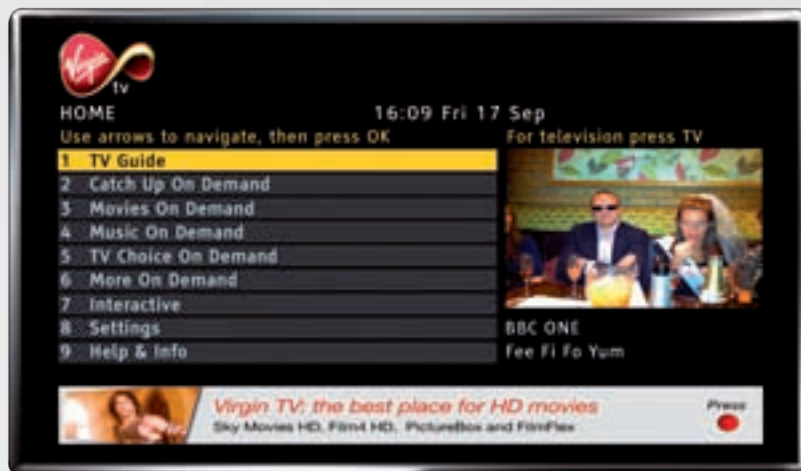 Virgin
tv
HOME 16:09 Fri 17 Sep
Use arrows to navigate, then press OK For television press TV
1 TV Guide
2 Catch Up On Demand
3 Movies On Demand
4 Music On Demand
5 TV Choice On Demand
6 More On Demand
7 Interactive
8 Settings
9 Help & Info
BBC ONE
Fee Fi Fo Yum
Virgin TV: the best place for HD movies
Sky Movies HD, Film4 HD, PictureBox and FilmFlex
Press